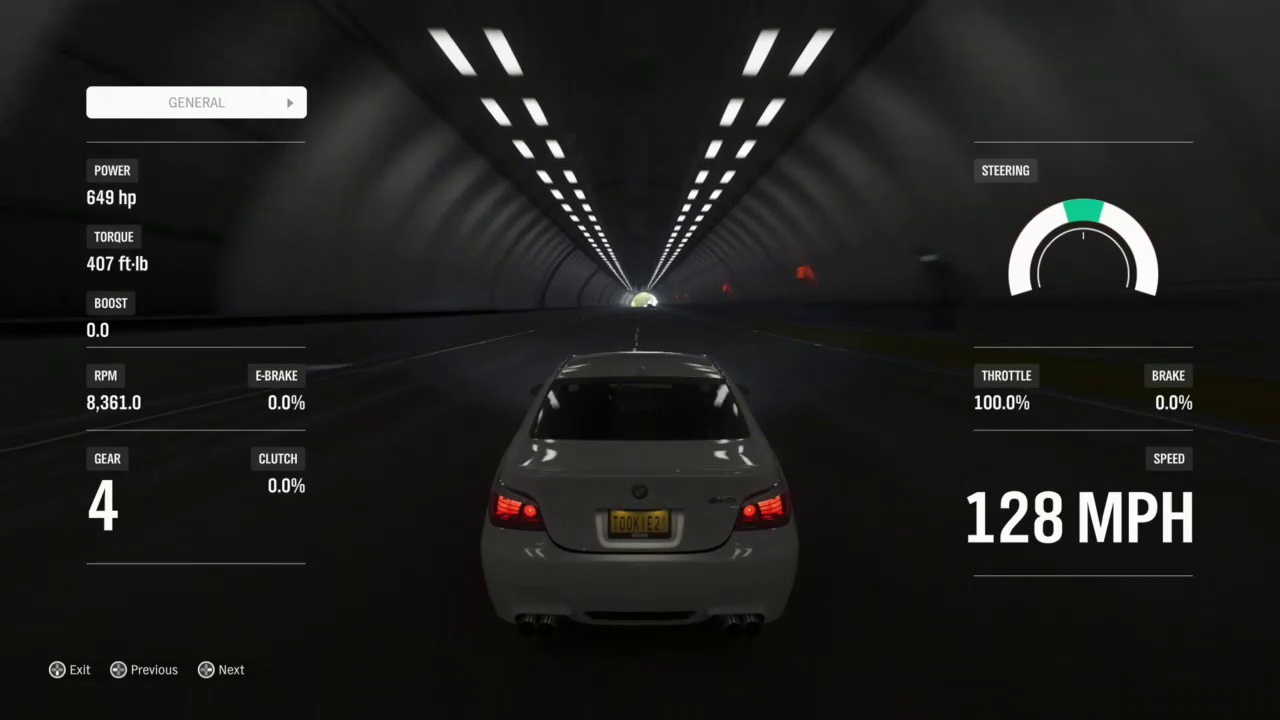 GENERAL
POWER
649 hp
TORQUE
407 ft·lb
BOOST
0.0
RPM
E-BRAKE
8,361.0
0.0%
GEAR
CLUTCH
4
0.0%
STEERING
THROTTLE
BRAKE
100.0%
0.0%
SPEED
128 MPH
TOOKIE2
Exit
Previous
Next